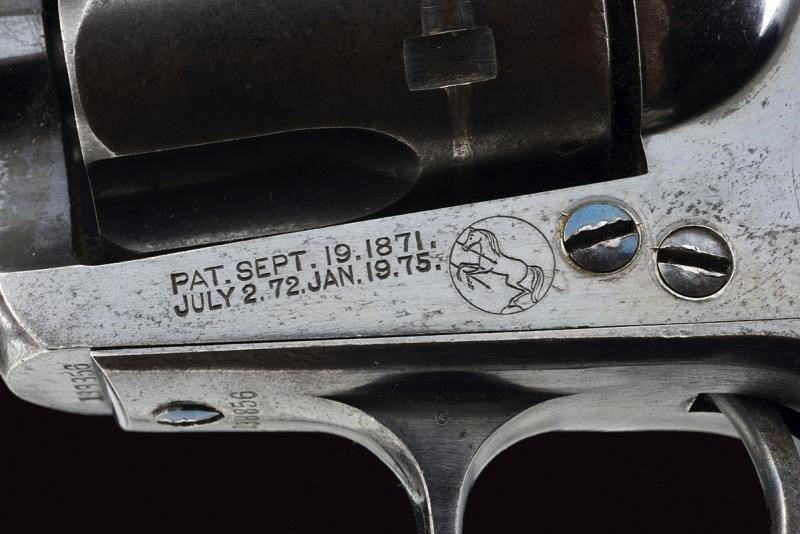 PAT. SEPT. 19. 1871.
JULY 2. 72. JAN. 19. 75.